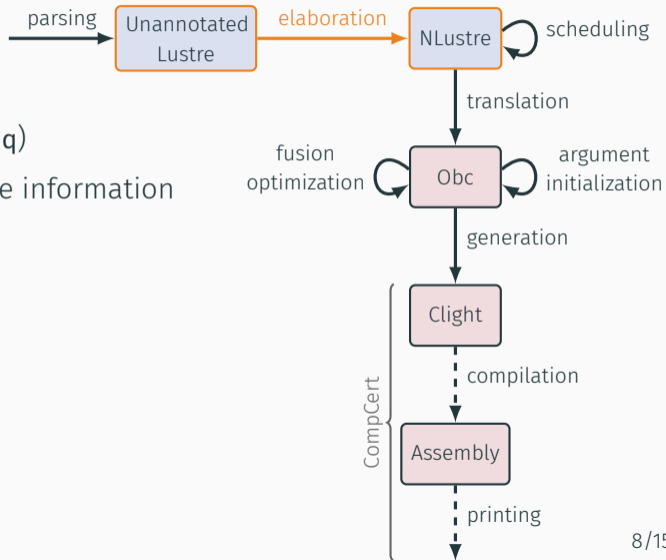 parsing
Unannotated
Lustre
elaboration
NLustre
scheduling
translation
q)
e information
fusion
optimization
Obc
argument
initialization
generation
Clight
compilation
CompCert
Assembly
printing
8/15